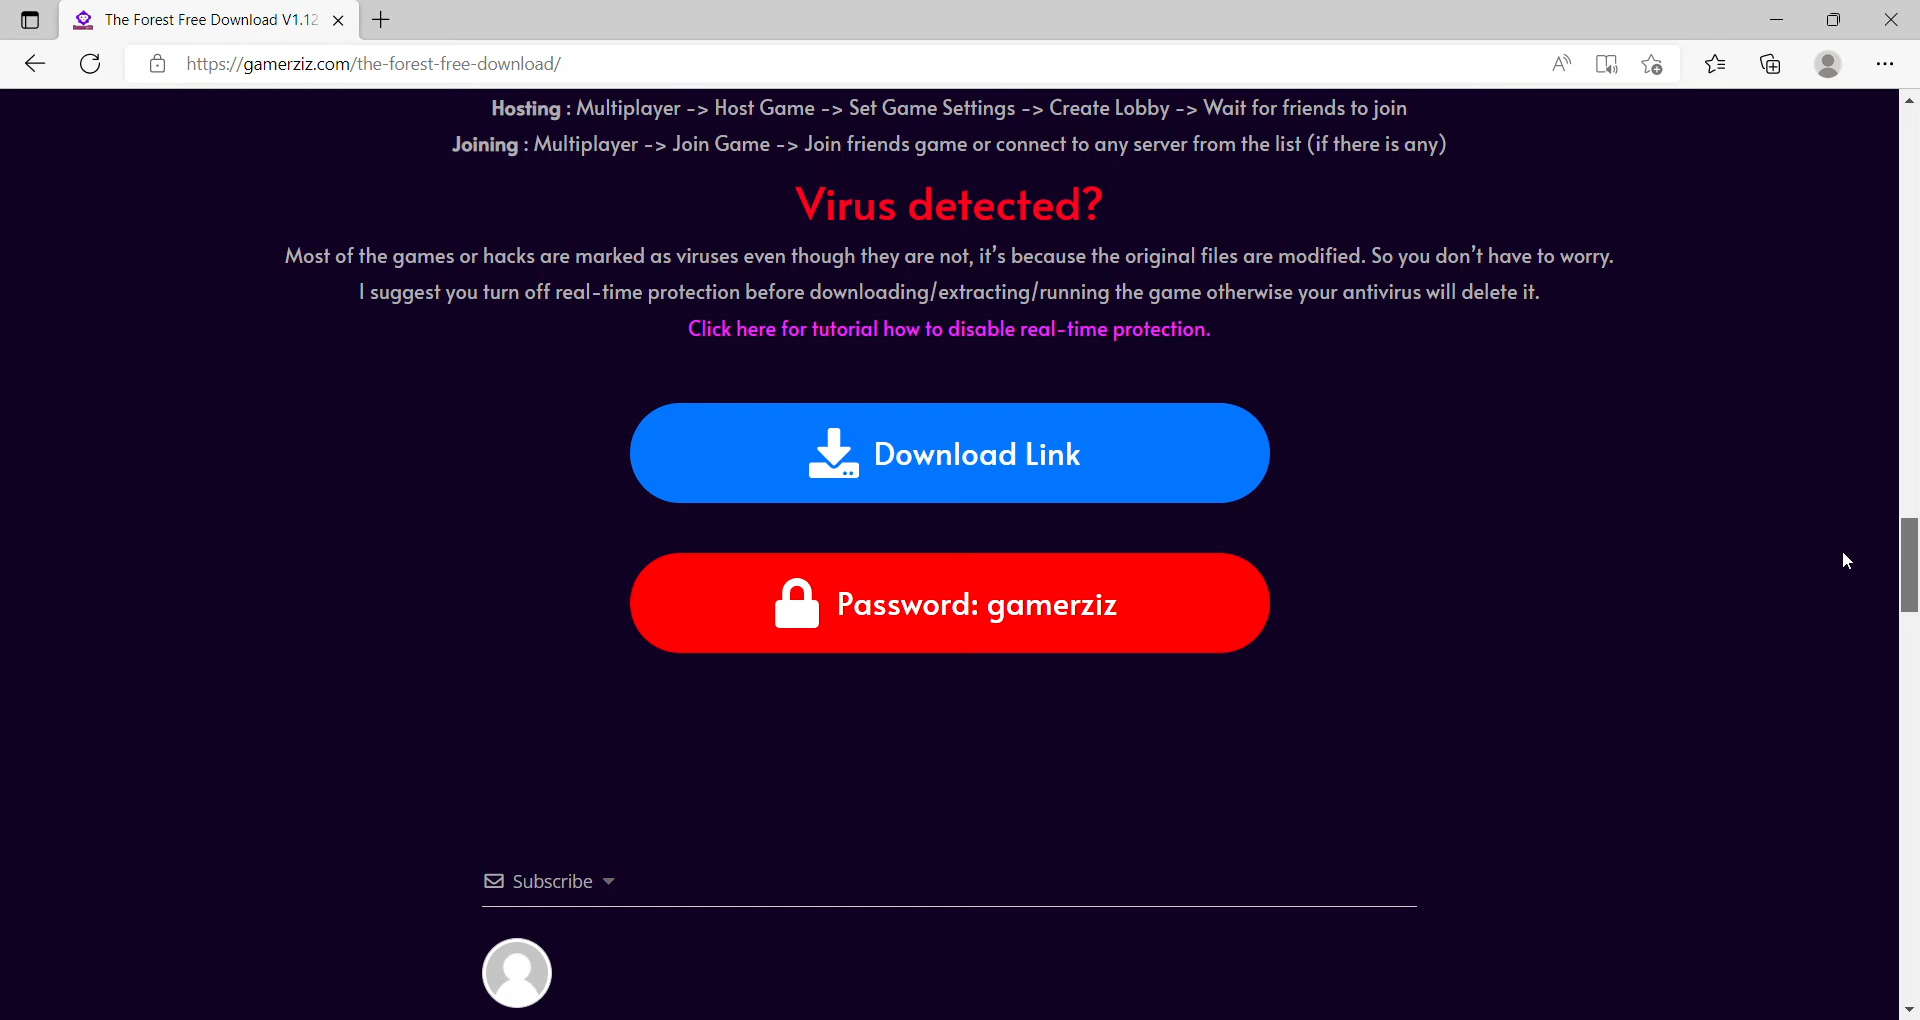 The Forest Free Download V1.12
https://gamerziz.com/the-forest-free-download/
Hosting : Multiplayer -> Host Game -> Set Game Settings -> Create Lobby -> Wait for friends to join
Joining : Multiplayer -> Join Game -> Join friends game or connect to any server from the list (if there is any)
Virus detected?
Most of the games or hacks are marked as viruses even though they are not, it’s because the original files are modified. So you don’t have to worry.
I suggest you turn off real-time protection before downloading/extracting/running the game otherwise your antivirus will delete it.
Click here for tutorial how to disable real-time protection.
Download Link
Password: gamerziz
Subscribe